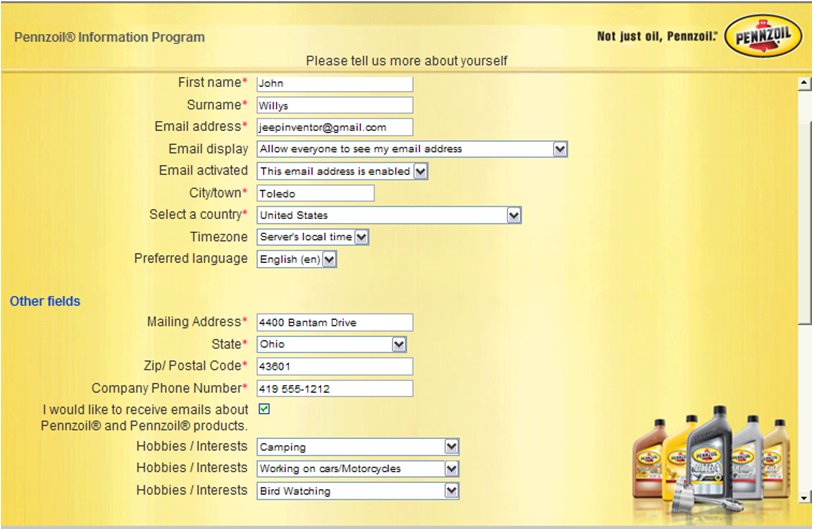 Pennzoil® Information Program
Not just oil, Pennzoil.™
PENNZOIL
Please tell us more about yourself
First name* John
Surname* Willys
Email address* jeepinventor@gmail.com
Email display Allow everyone to see my email address
Email activated This email address is enabled
City/town* Toledo
Select a country* United States
Timezone Server's local time
Preferred language English (en)
Other fields
Mailing Address* 4400 Bantam Drive
State* Ohio
Zip/ Postal Code* 43601
Company Phone Number* 419 555-1212
I would like to receive emails about
Pennzoil® and Pennzoil® products.
Hobbies / Interests Camping
Hobbies / Interests Working on cars/Motorcycles
Hobbies / Interests Bird Watching